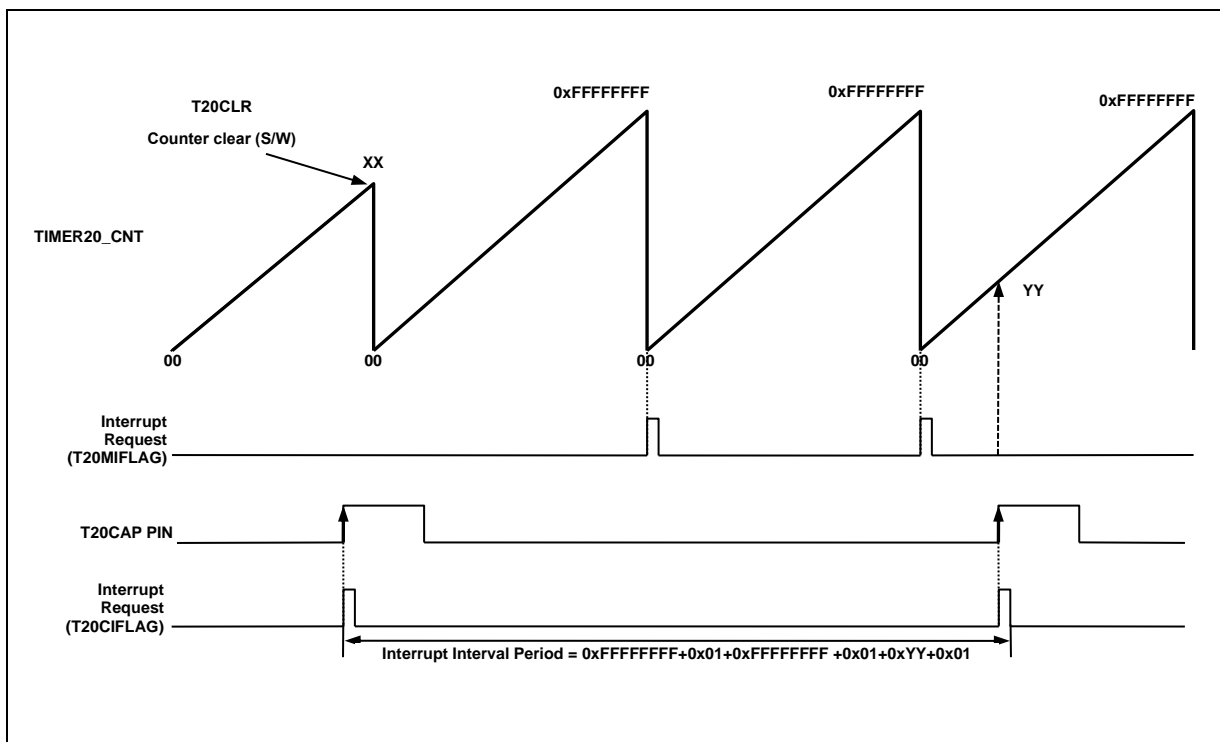 0xFFFFFFFF
0xFFFFFFFF
0xFFFFFFFF
T20CLR
Counter clear (S/W)
XX
TIMER20_CNT
YY
00
00
00
00
Interrupt
Request
(T20MIFLAG)
T20CAP PIN
Interrupt
Request
(T20CIFLAG)
Interrupt Interval Period = 0xFFFFFFFF+0x01+0xFFFFFFFF +0x01+0xYY+0x01